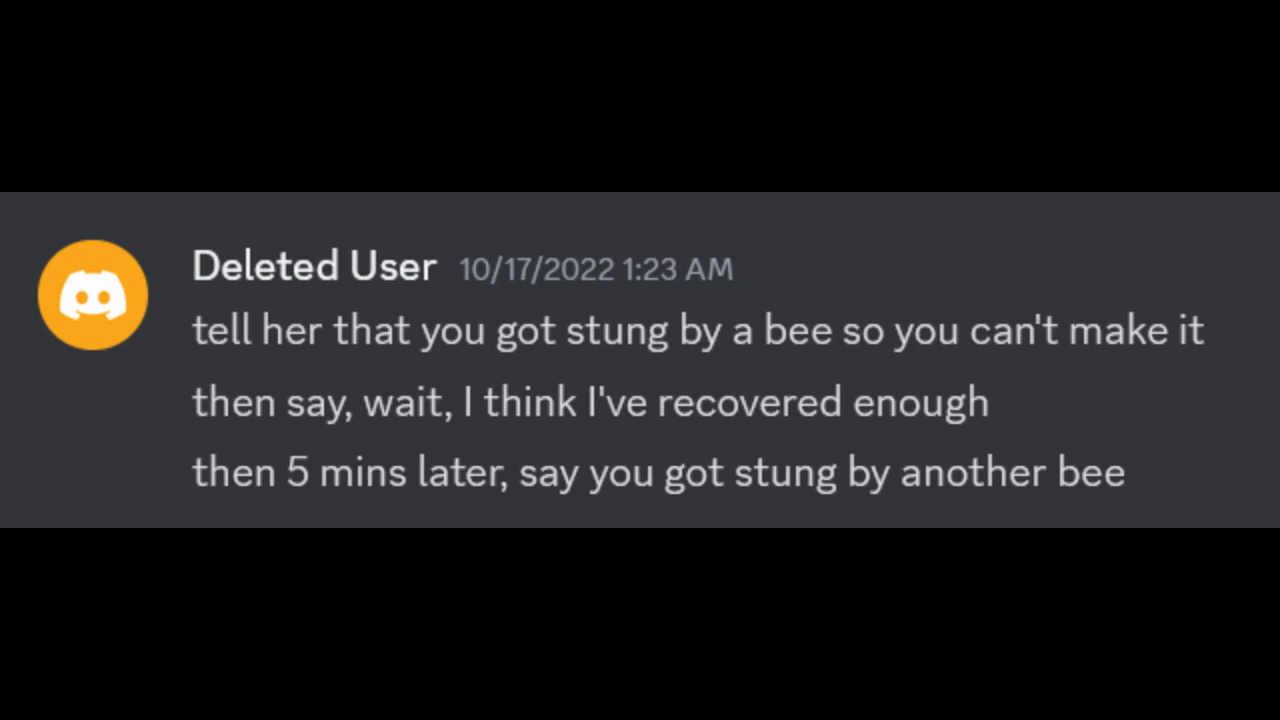 Deleted User 10/17/2022 1:23 AM
tell her that you got stung by a bee so you can't make it
then say, wait, I think I've recovered enough
then 5 mins later, say you got stung by another bee